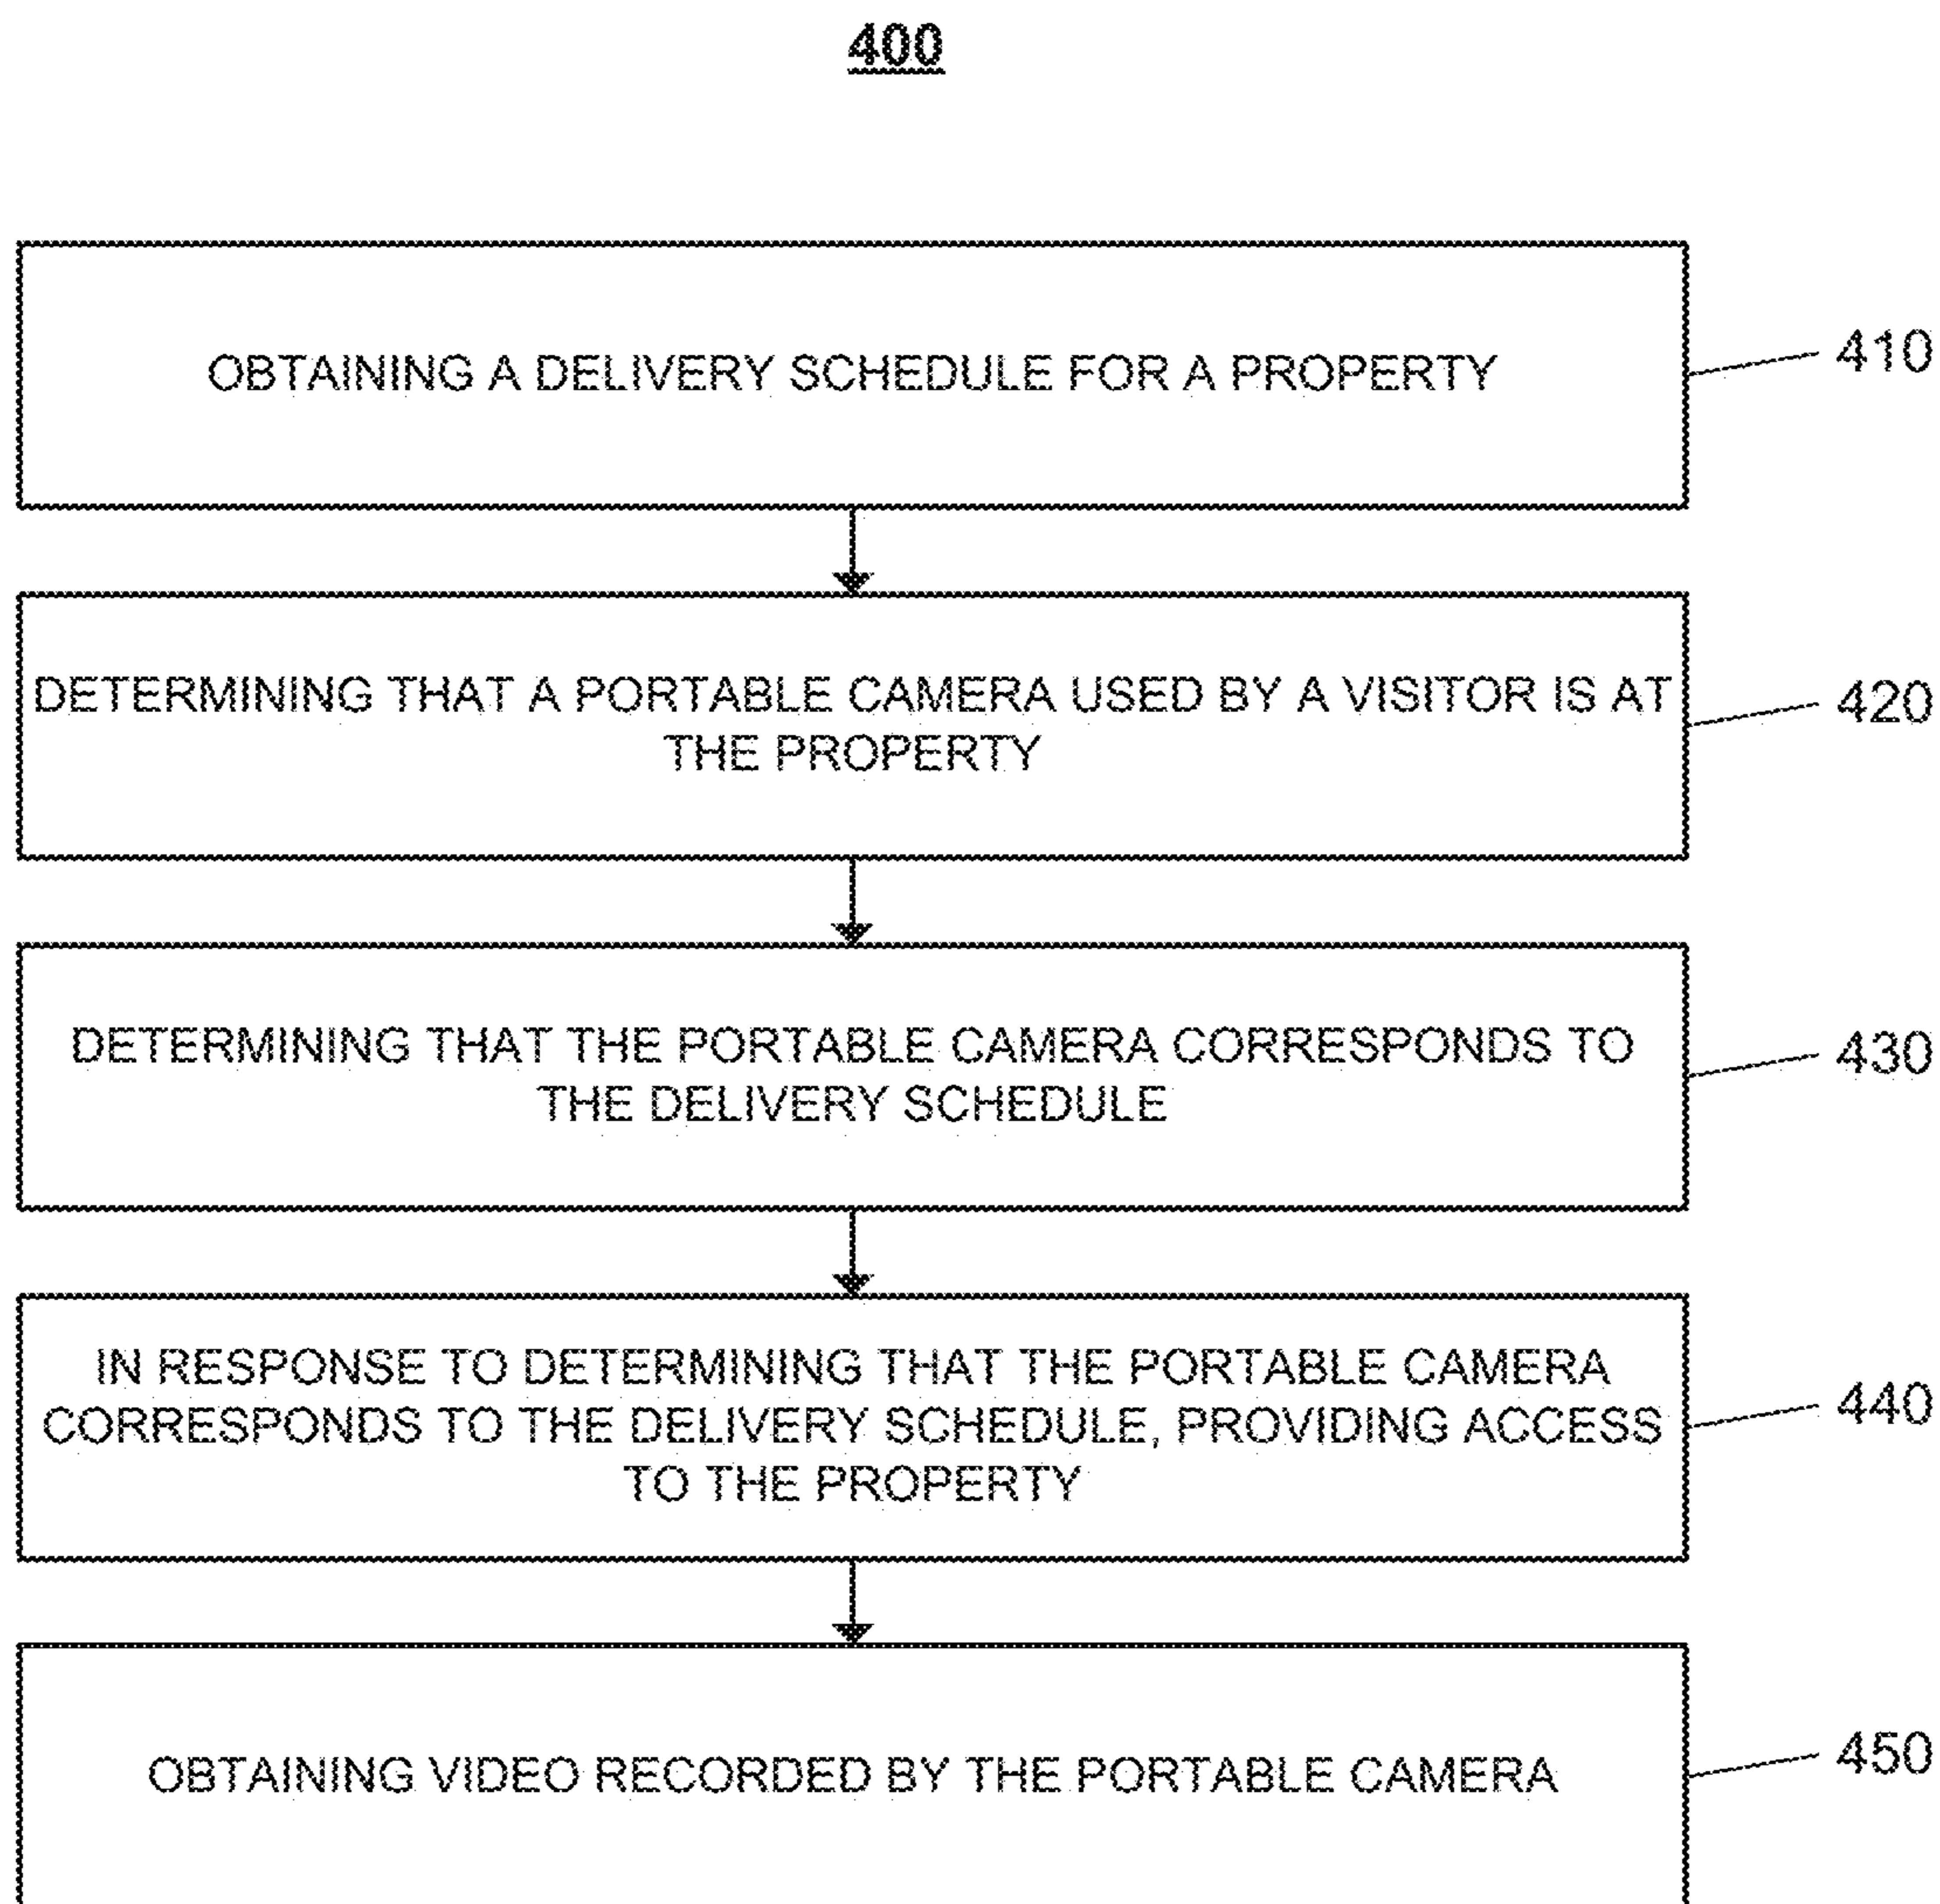 400
OBTAINING A DELIVERY SCHEDULE FOR A PROPERTY
410
DETERMINING THAT A PORTABLE CAMERA USED BY A VISITOR IS AT
THE PROPERTY
420
DETERMINING THAT THE PORTABLE CAMERA CORRESPONDS TO
THE DELIVERY SCHEDULE
430
IN RESPONSE TO DETERMINING THAT THE PORTABLE CAMERA
CORRESPONDS TO THE DELIVERY SCHEDULE, PROVIDING ACCESS
TO THE PROPERTY
440
OBTAINING VIDEO RECORDED BY THE PORTABLE CAMERA
450